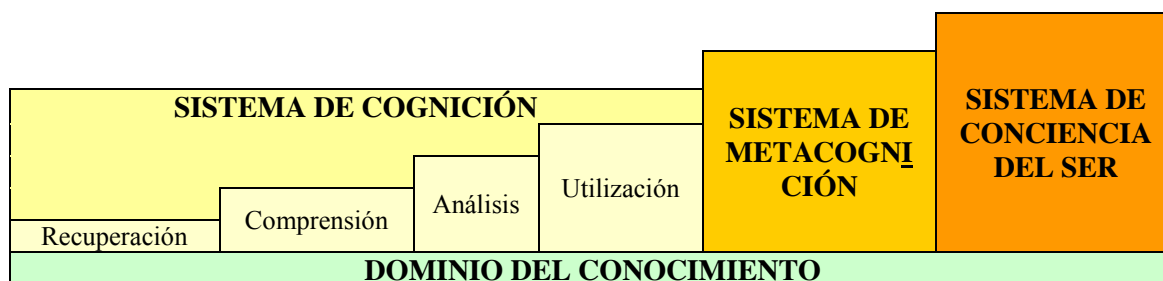 SISTEMA DE COGNICIÓN
Recuperación
Comprensión
Análisis
Utilización
SISTEMA DE
METACOGNI
CIÓN
SISTEMA DE
CONCIENCIA
DEL SER
DOMINIO DEL CONOCIMIENTO